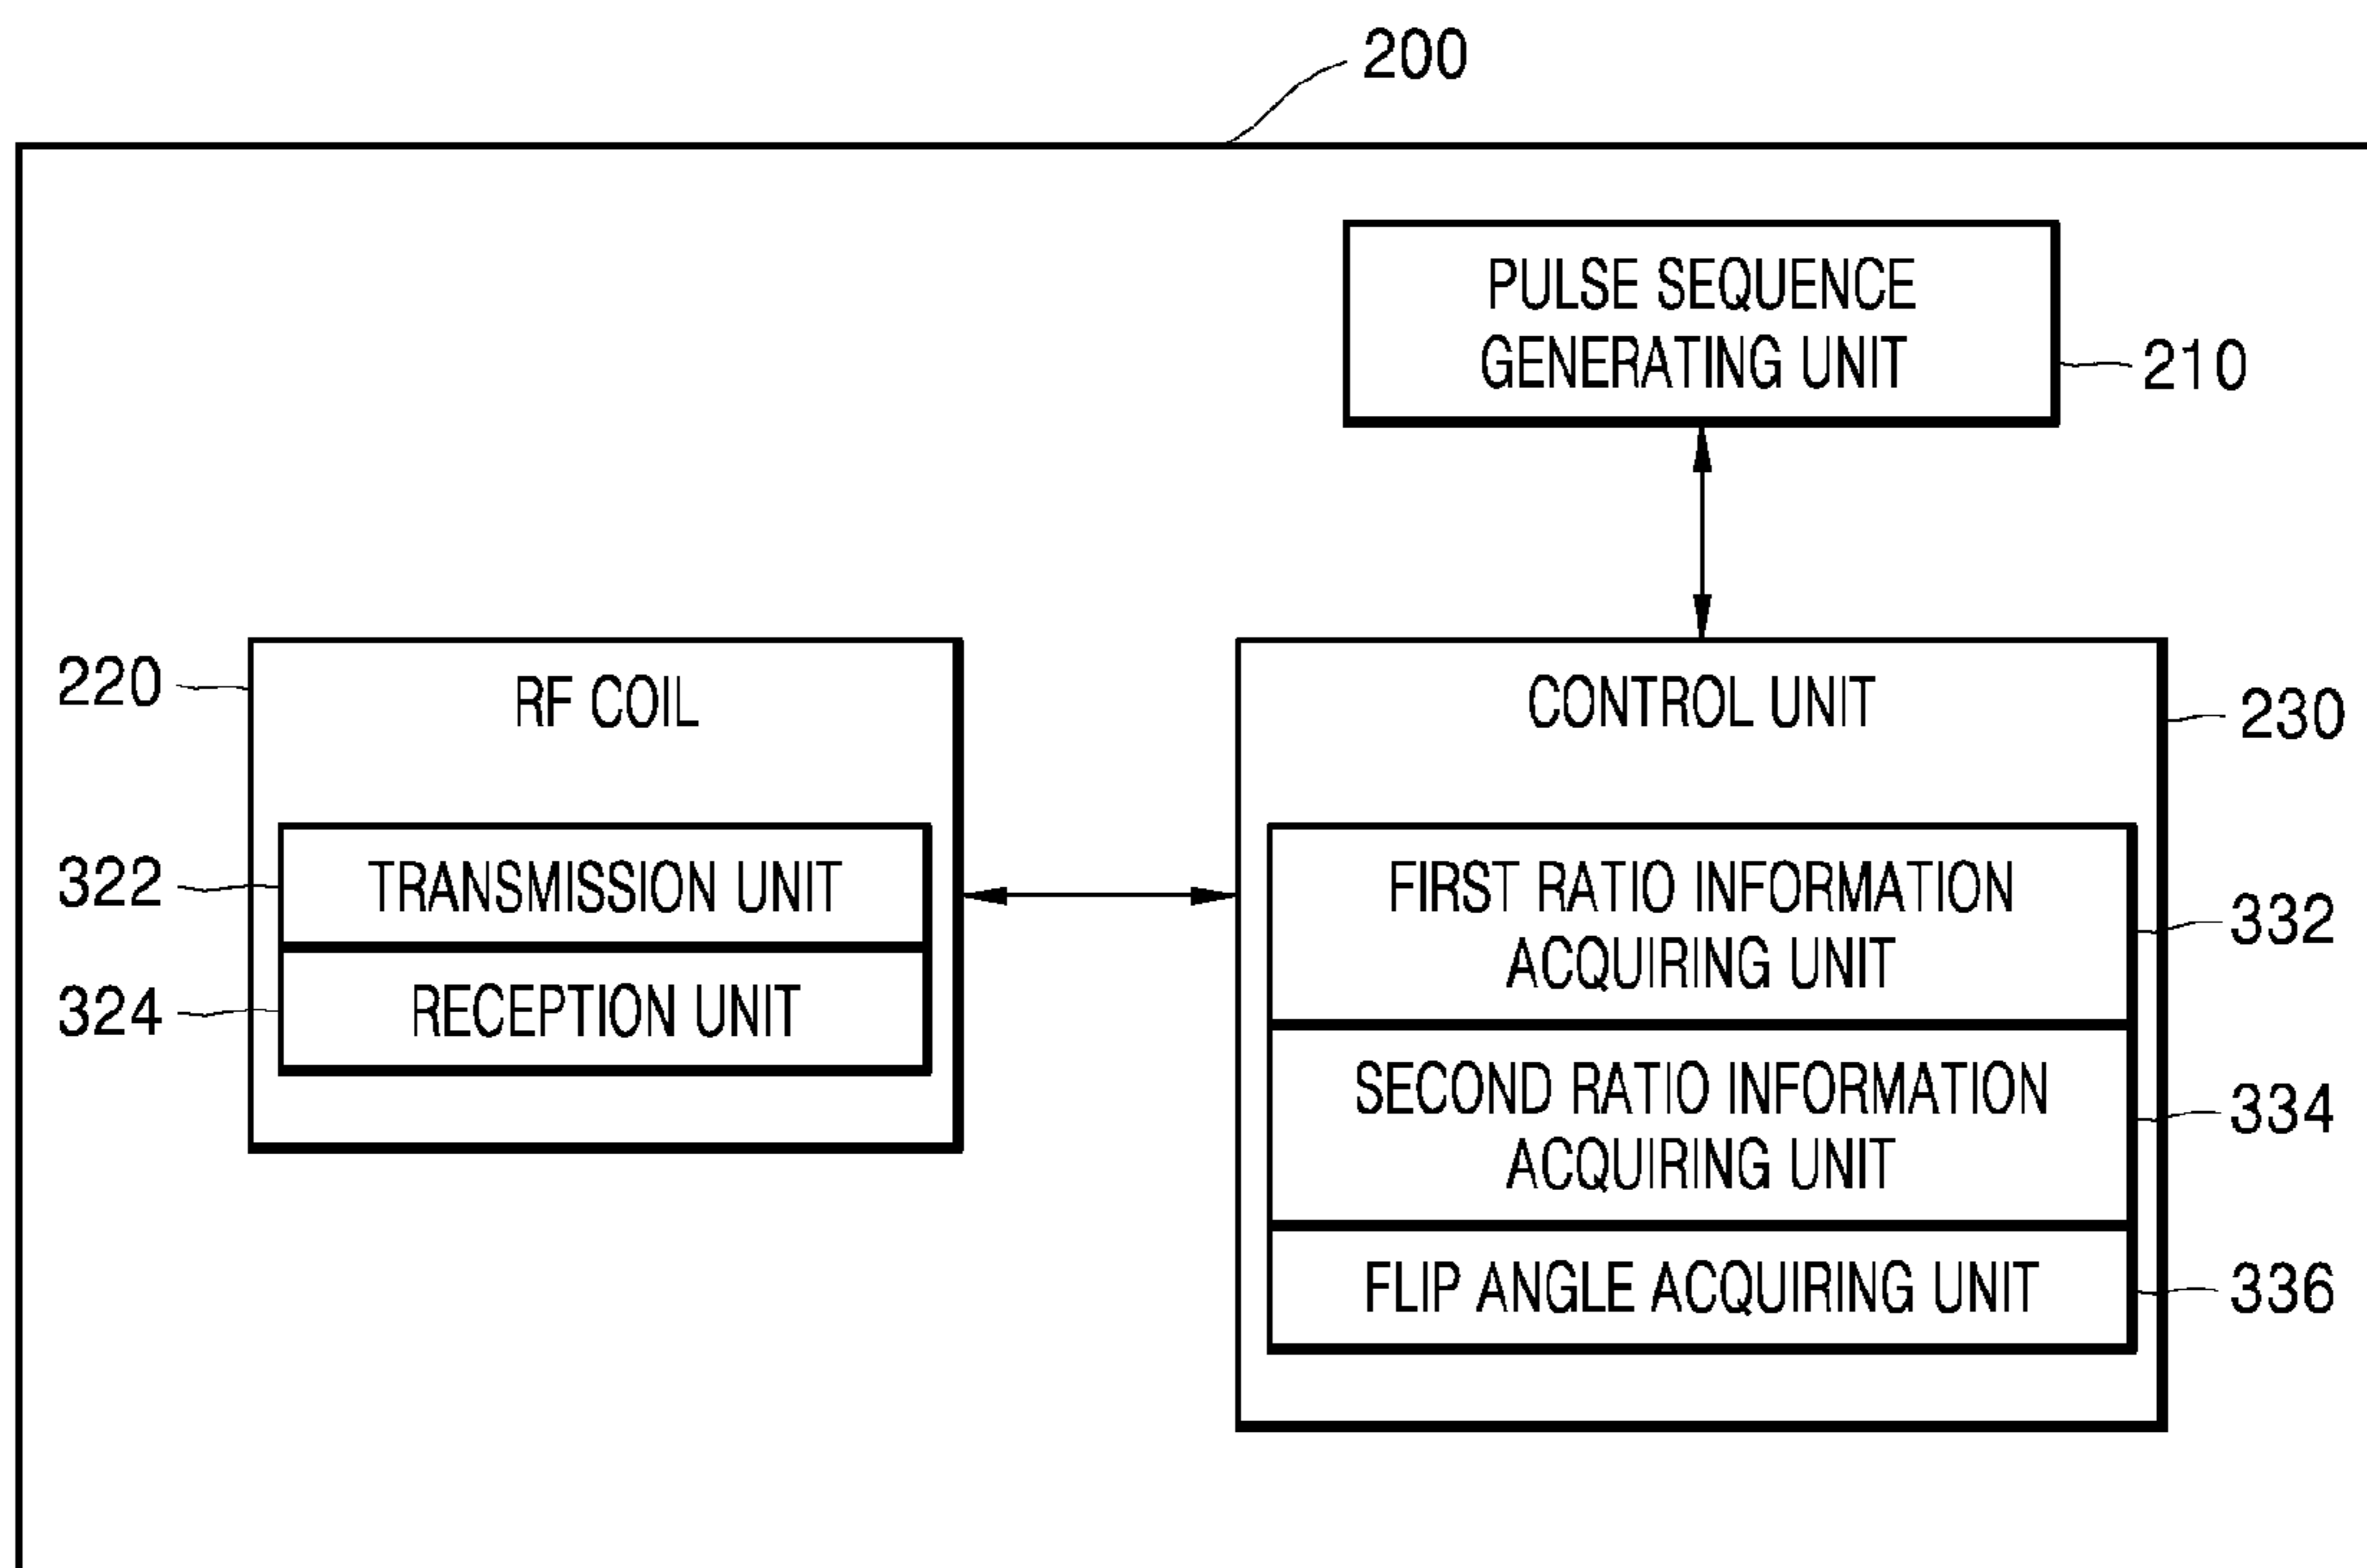 200
PULSE SEQUENCE
GENERATING UNIT
210
220
RF COIL
CONTROL UNIT
230
322
TRANSMISSION UNIT
324
RECEPTION UNIT
FIRST RATIO INFORMATION
ACQUIRING UNIT
332
SECOND RATIO INFORMATION
ACQUIRING UNIT
334
FLIP ANGLE ACQUIRING UNIT
336